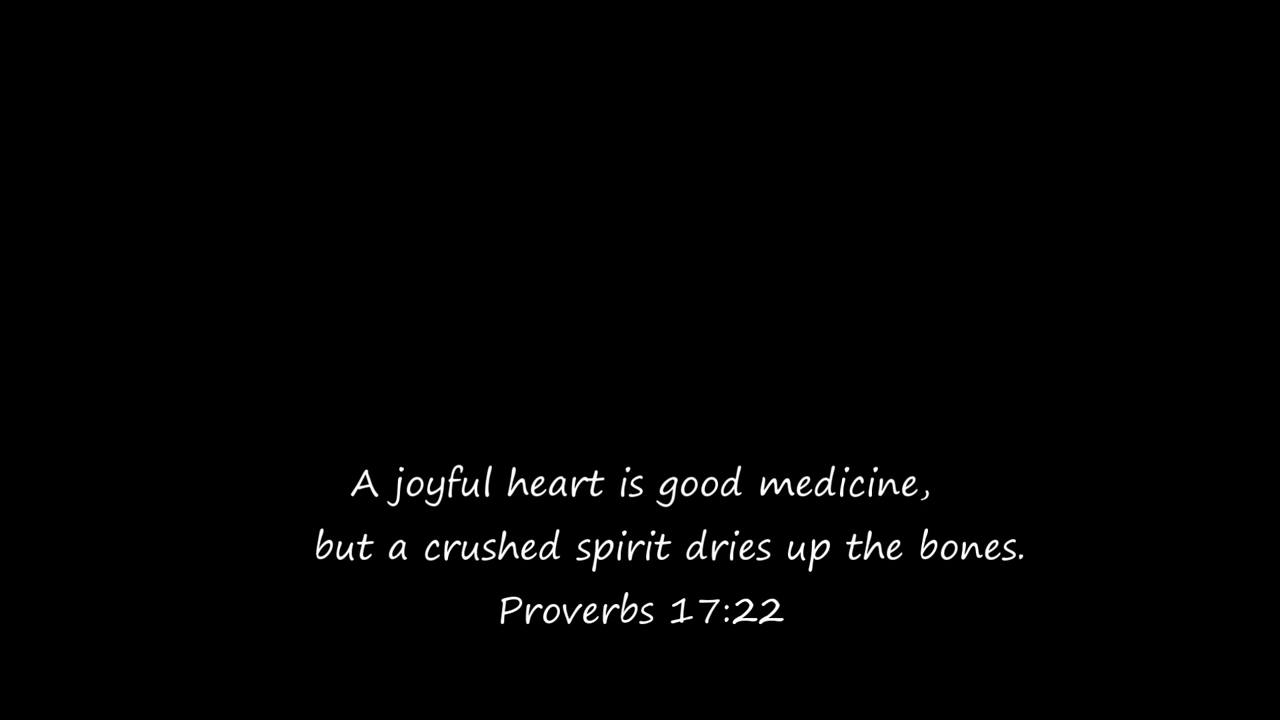 A joyful heart is good medicine,
but a crushed spirit dries up the bones.
Proverbs 17:22